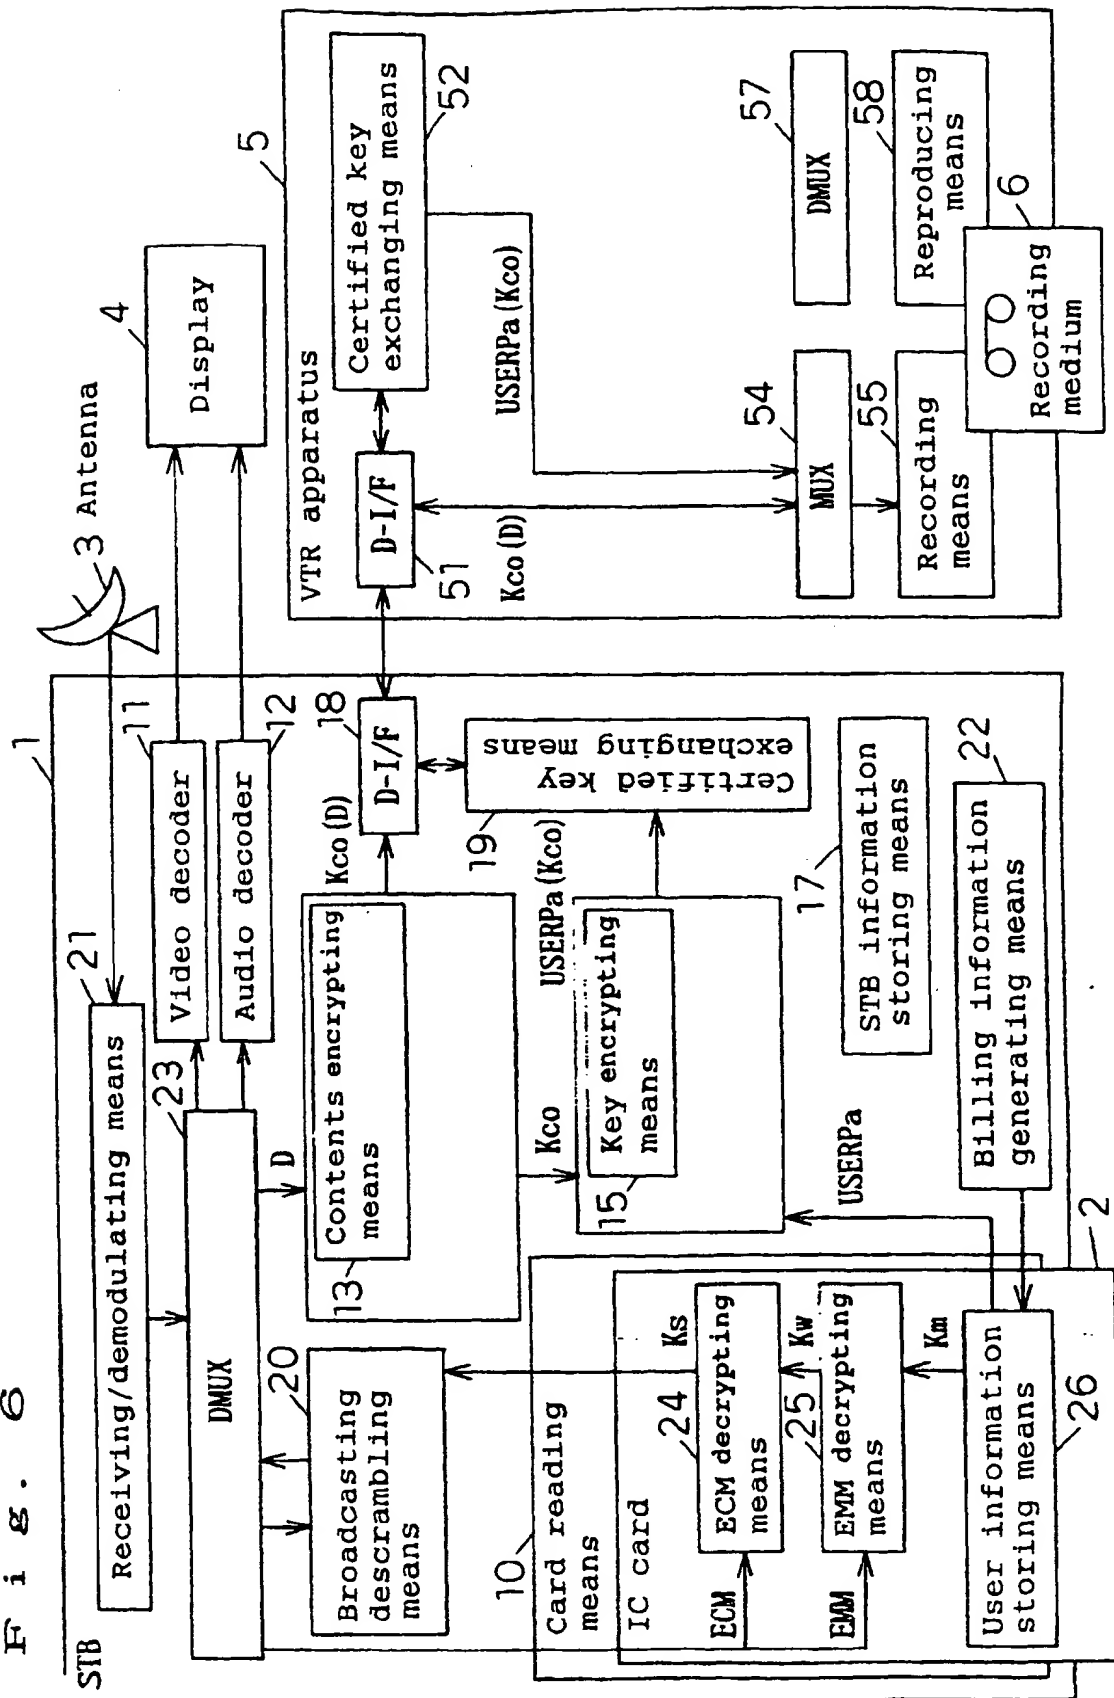 Fig. 6
STB
1
Receiving/demodulating means
21
3 Antenna
DMUX
23
Video decoder
11
Audio decoder
12
4
Display
Broadcasting
descrambling
means
20
D
Contents encrypting
means
13
Kco(D)
D-I/F
18
Certified key
exchanging means
19
Kco
USERPa(Kco)
Key encrypting
means
15
USERPa
STB information
storing means
17
Billing information
generating means
22
10
Card reading
means
IC card
2
ECM
ECM decrypting
means
24
Ks
EMM
EMM decrypting
means
25
Kw
Km
User information
storing means
26
5
VTR apparatus
D-I/F
51
Certified key
exchanging means
52
Kco(D)
USERPa(Kco)
MUX
54
DMUX
57
Recording
means
55
Reproducing
means
58
Recording
medium
6